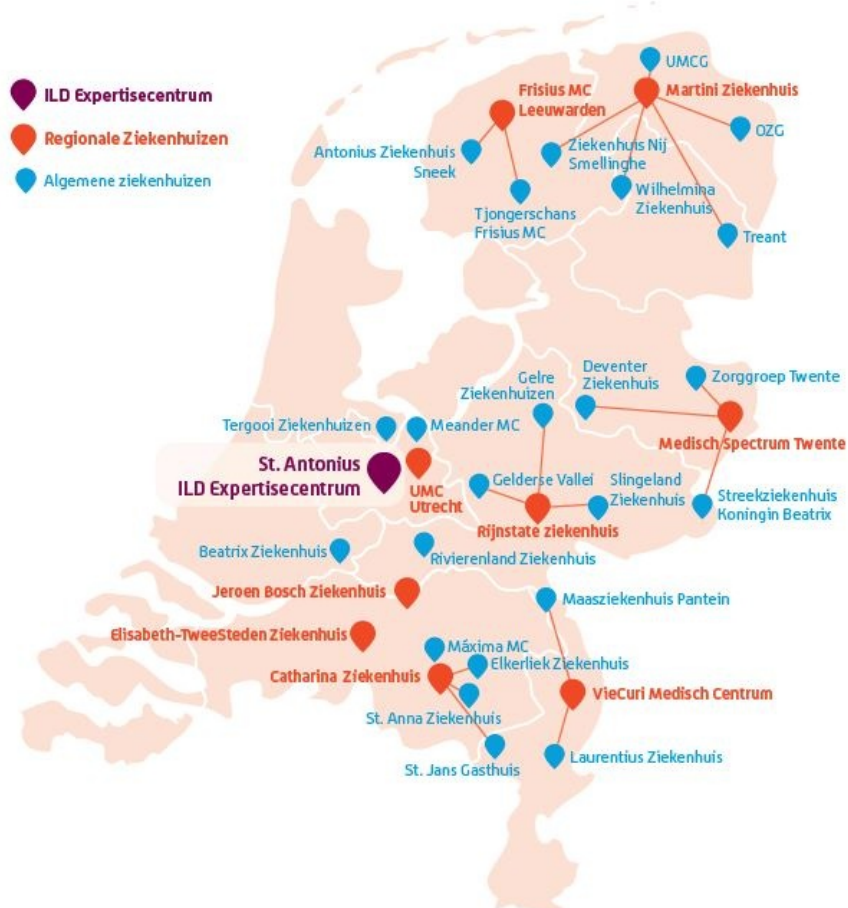 ILD Expertisecentrum
Regionale Ziekenhuizen
Algemene ziekenhuizen
UMCG
Frisius MC
Leeuwarden
Martini Ziekenhuis
OZG
Antonius Ziekenhuis
Sneek
Ziekenhuis Nij
Smellinghe
Wilhelmina
Ziekenhuis
Tjongerschans
Frisius MC
Treant
Gelre
Ziekenhuizen
Deventer
Ziekenhuis
Zorggroep Twente
Tergooi Ziekenhuizen
Meander MC
Medisch Spectrum Twente
St. Antonius
ILD Expertisecentrum
UMC
Utrecht
Gelderse Vallei
Slingeland
Ziekenhuis
Streekziekenhuis
Koningin Beatrix
Rijnstate ziekenhuis
Beatrix Ziekenhuis
Rivierenland Ziekenhuis
Jeroen Bosch Ziekenhuis
Maasziekenhuis Pantein
Elisabeth-TweeSteden Ziekenhuis
Máxima MC
Elkerliek Ziekenhuis
Catharina Ziekenhuis
VieCuri Medisch Centrum
St. Anna Ziekenhuis
St. Jans Gasthuis
Laurentius Ziekenhuis